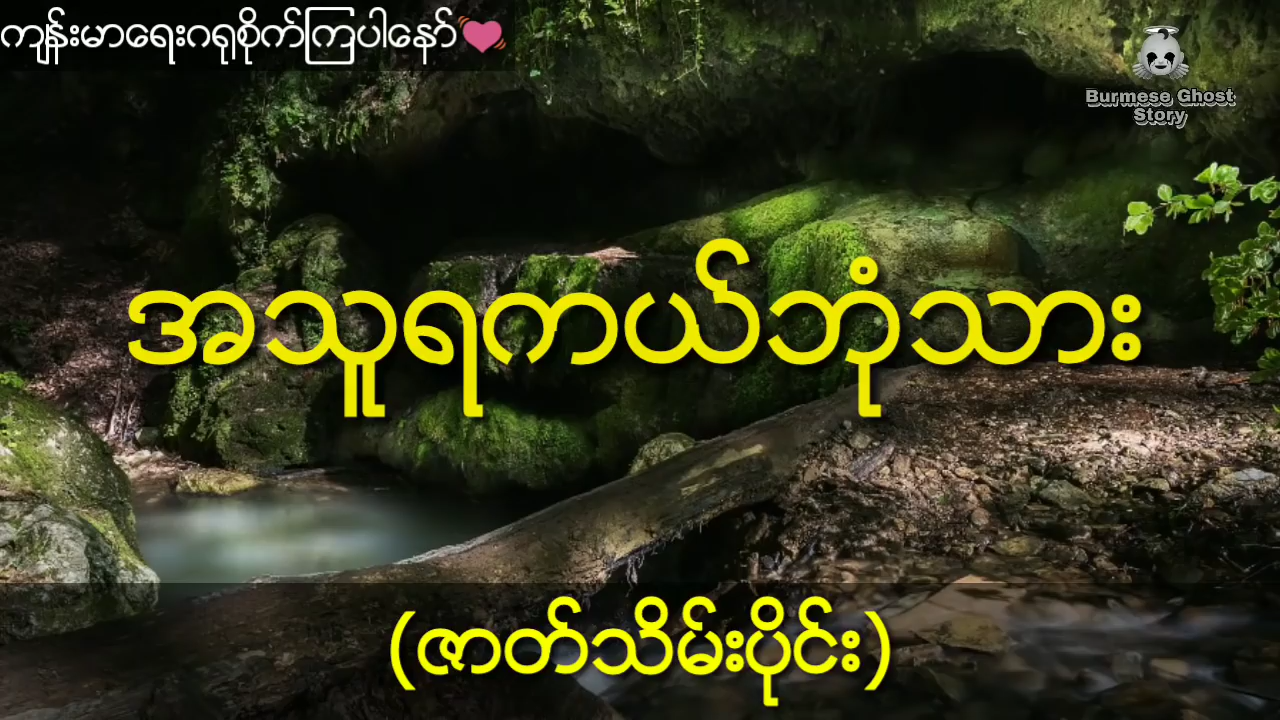 ကျန်းမာရေးဂရုစိုက်ကြပါနော်💓
Burmese Ghost
Story
အသူရကယ်ဘုံသား
(ဇာတ်သိမ်းပိုင်း)